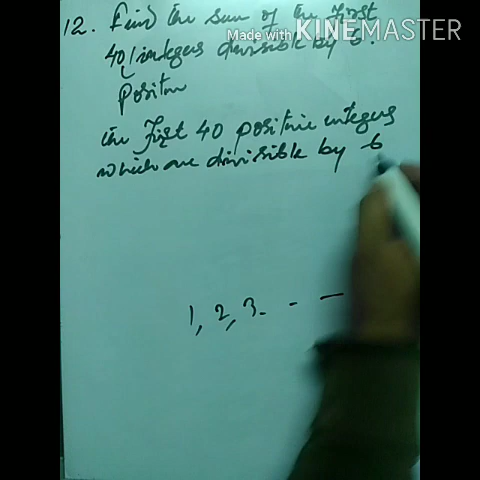 12. Find the sum of the first
40 integers divisible by 6.
Positive
the first 40 positive integers
which are divisible by 6
1, 2, 3. - -
Made with KINEMASTER